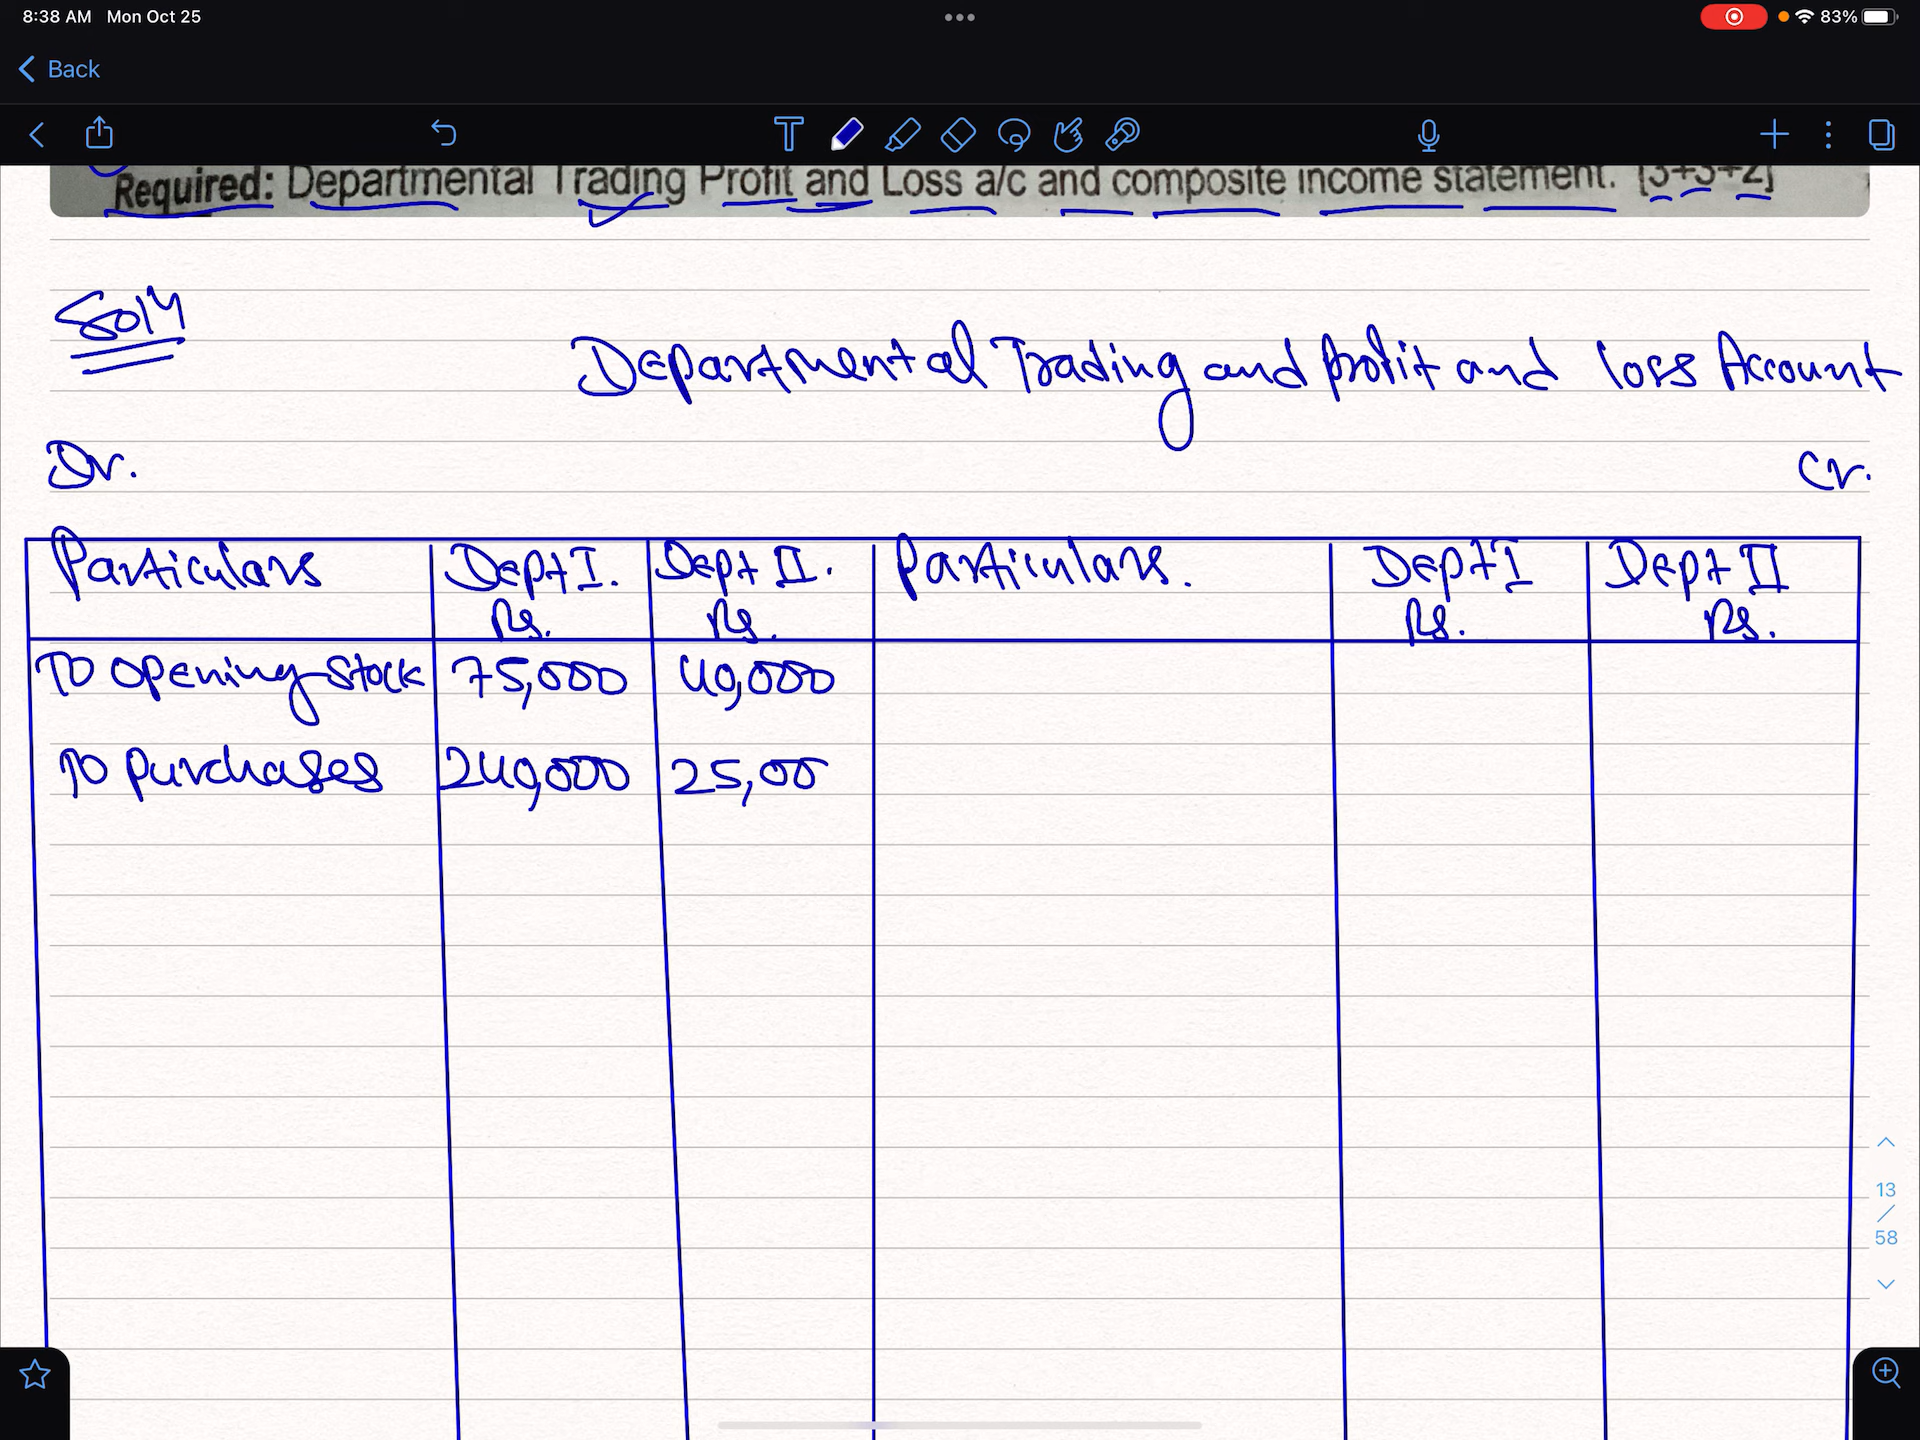 8:38 AM Mon Oct 25
83%
Back
Required: Departmental Trading Profit and Loss a/c and composite income statement. [3+3+2]
Soln
Departmental Trading and profit and loss Account
Dr. Cr.
Particulars Dept I. Dept II. Particulars. Dept I Dept II
Rs. Rs. Rs. Rs.
To Opening Stock 75,000 40,000
To purchases 240,000 25,00
13
/
58